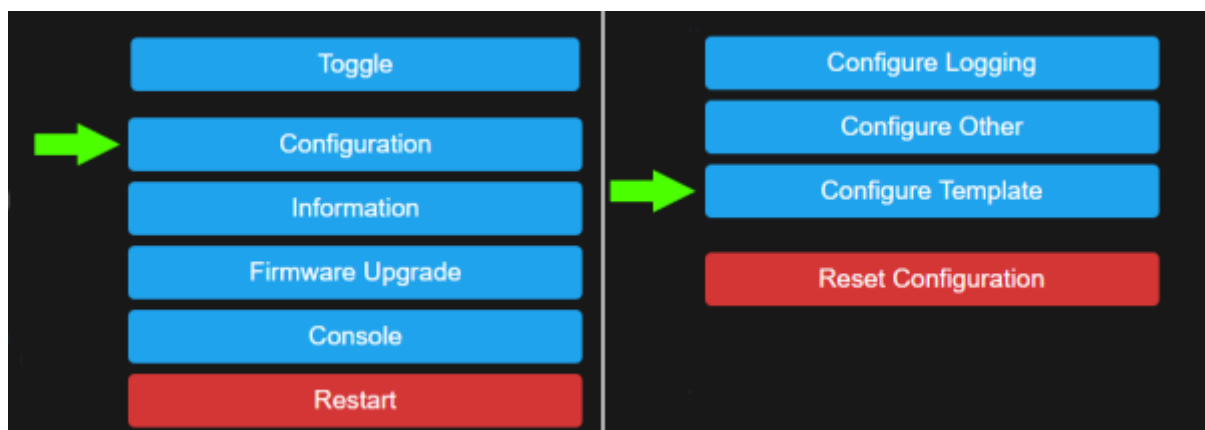 Toggle
Configuration
Information
Firmware Upgrade
Console
Restart
Configure Logging
Configure Other
Configure Template
Reset Configuration